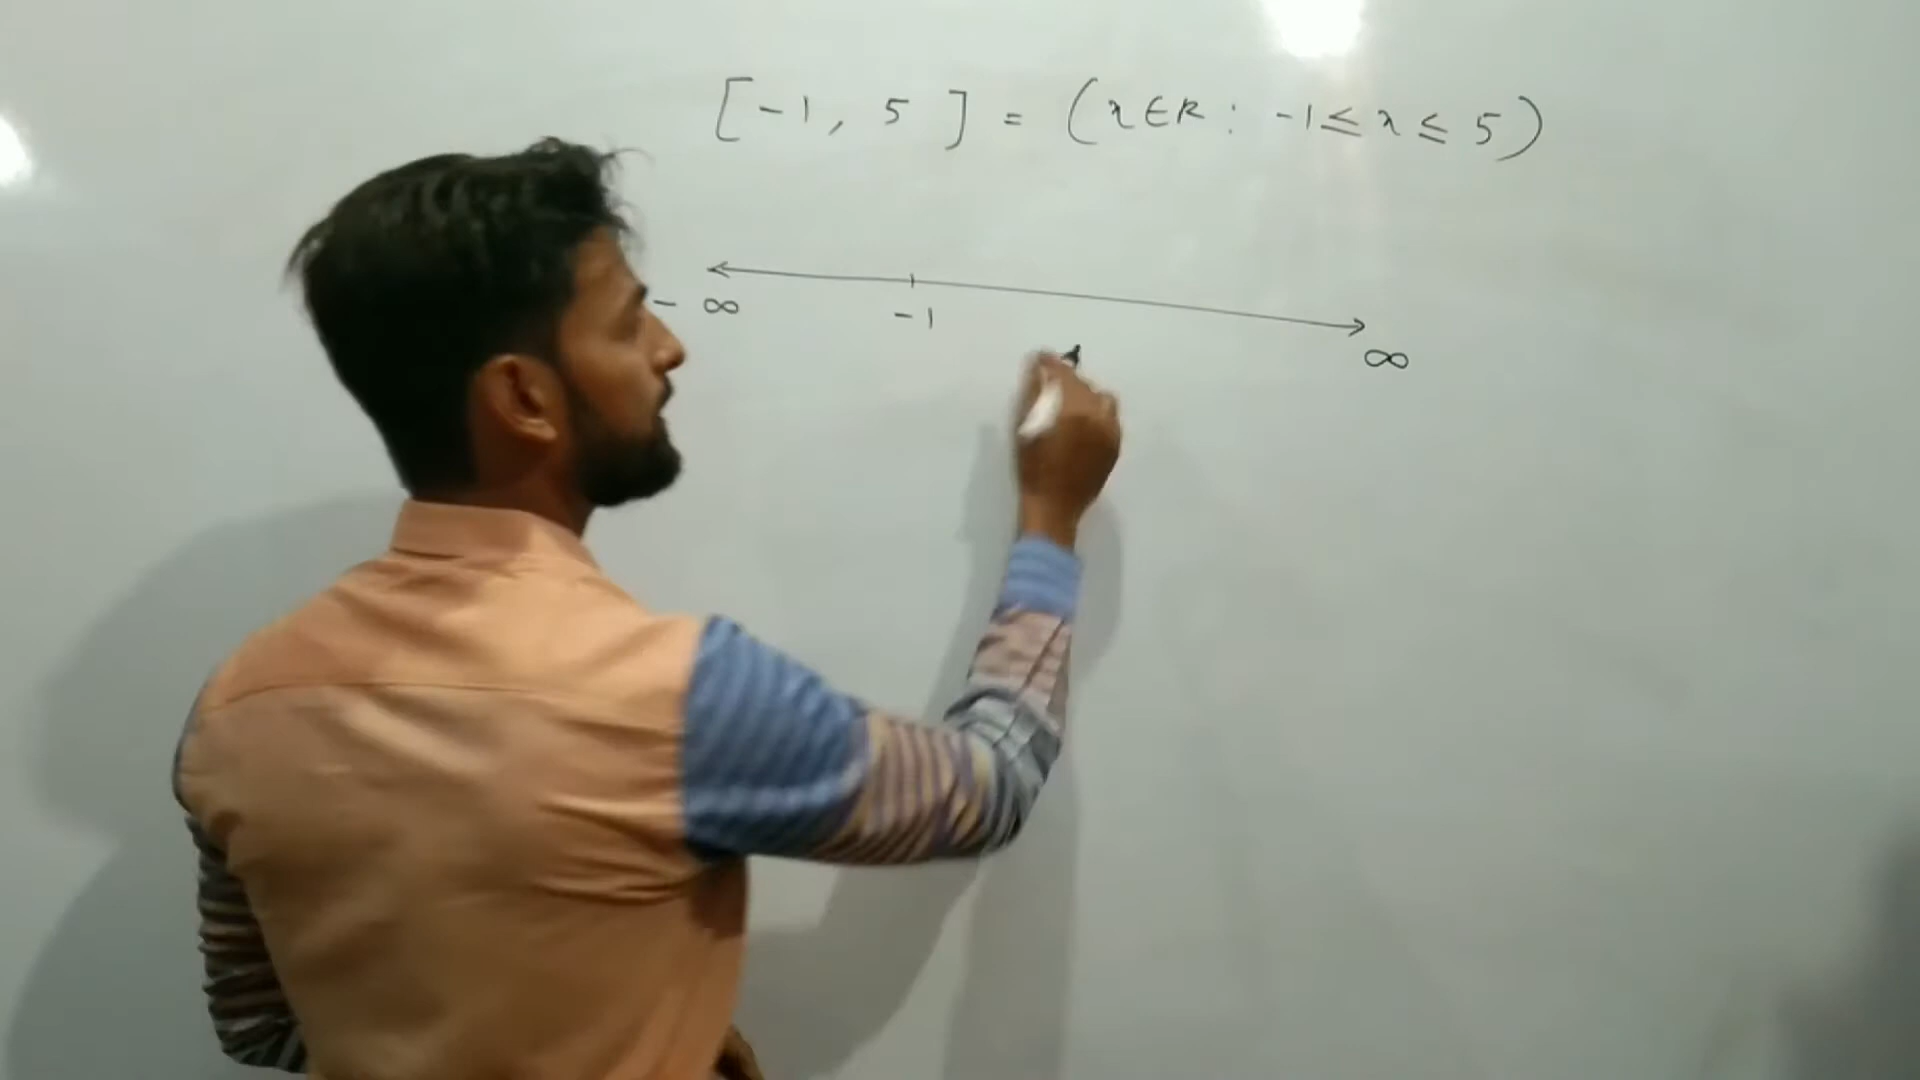 [-1, 5] = (x∈R : -1≤x≤5)
-∞ -1 ∞